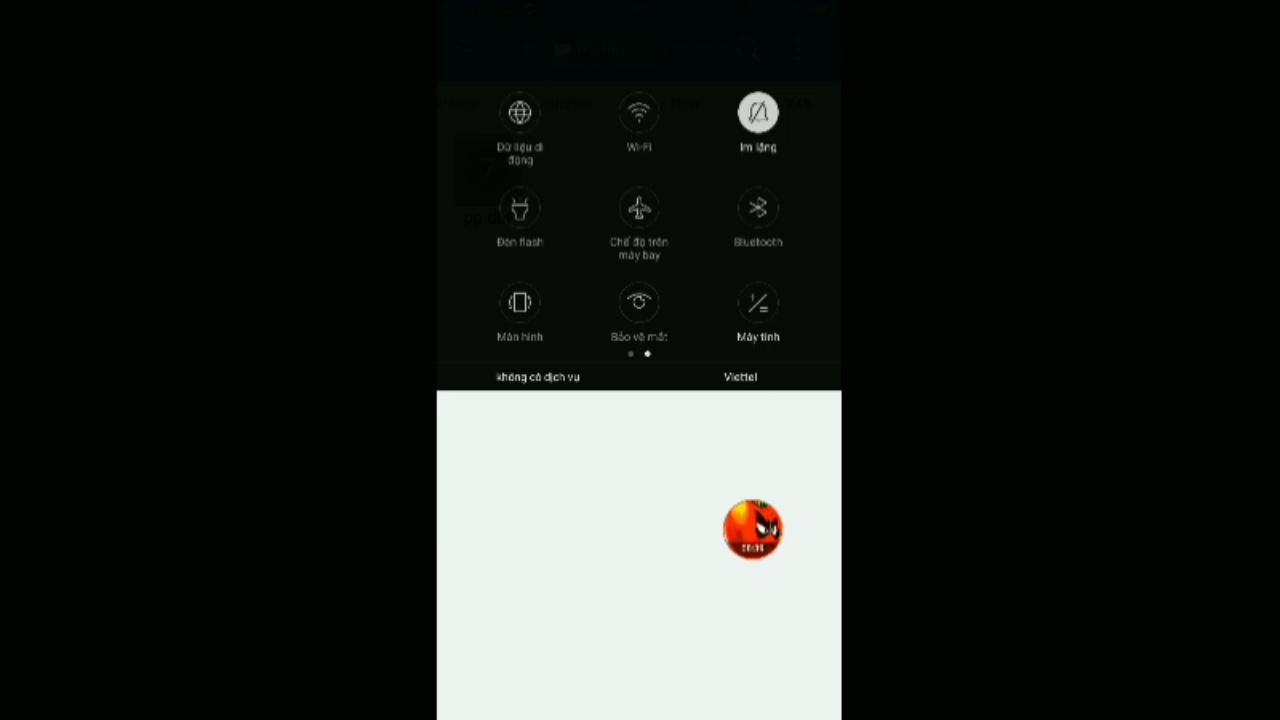 Dữ liệu di
động
Wi-Fi
Im lặng
Đèn flash
Chế độ trên
máy bay
Bluetooth
Màn hình
Bảo vệ mắt
Máy tính
không có dịch vụ
Viettel